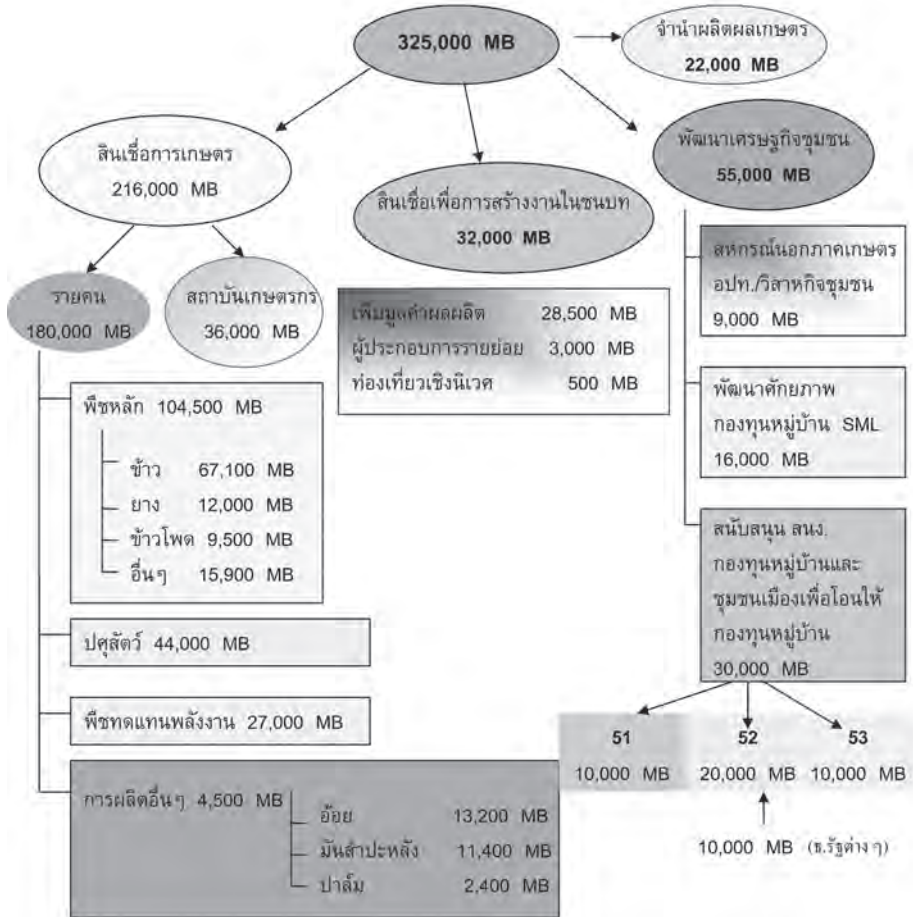 325,000 MB
จำนำผลิตผลเกษตร
22,000 MB
สินเชื่อการเกษตร
216,000 MB
สินเชื่อเพื่อการสร้างงานในชนบท
32,000 MB
พัฒนาเศรษฐกิจชุมชน
55,000 MB
รายคน
180,000 MB
สถาบันเกษตรกร
36,000 MB
เพิ่มมูลค่าผลผลิต 28,500 MB
ผู้ประกอบการรายย่อย 3,000 MB
ท่องเที่ยวเชิงนิเวศ 500 MB
สหกรณ์นอกภาคเกษตร
อปท./วิสาหกิจชุมชน
9,000 MB
พัฒนาศักยภาพ
กองทุนหมู่บ้าน SML
16,000 MB
สนับสนุน สนง.
กองทุนหมู่บ้านและ
ชุมชนเมืองเพื่อโอนให้
กองทุนหมู่บ้าน
30,000 MB
51 52 53
10,000 MB 20,000 MB 10,000 MB
10,000 MB (ธ.รัฐต่าง ๆ)
พืชหลัก 104,500 MB
ข้าว 67,100 MB
ยาง 12,000 MB
ข้าวโพด 9,500 MB
อื่นๆ 15,900 MB
ปศุสัตว์ 44,000 MB
พืชทดแทนพลังงาน 27,000 MB
การผลิตอื่นๆ 4,500 MB
อ้อย 13,200 MB
มันสำปะหลัง 11,400 MB
ปาล์ม 2,400 MB